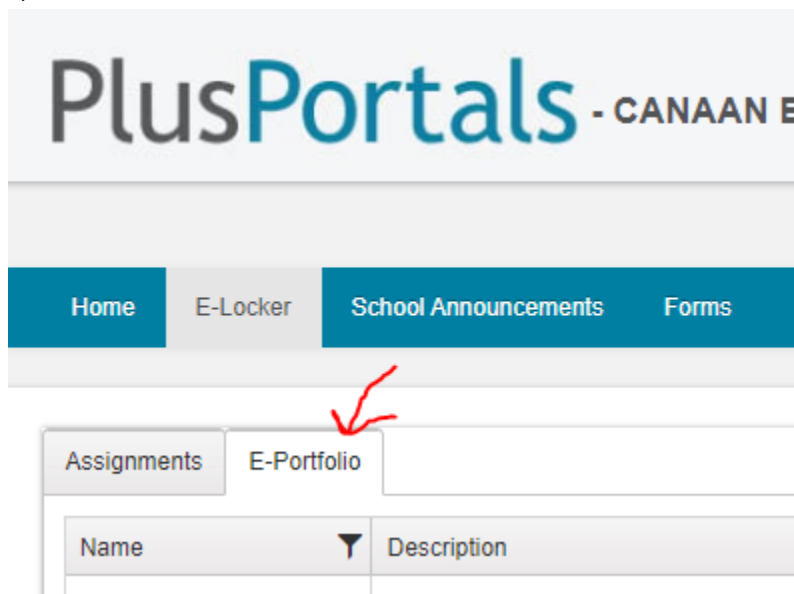 PlusPortals - CANAAN E
Home E-Locker School Announcements Forms
Assignments E-Portfolio
Name Description